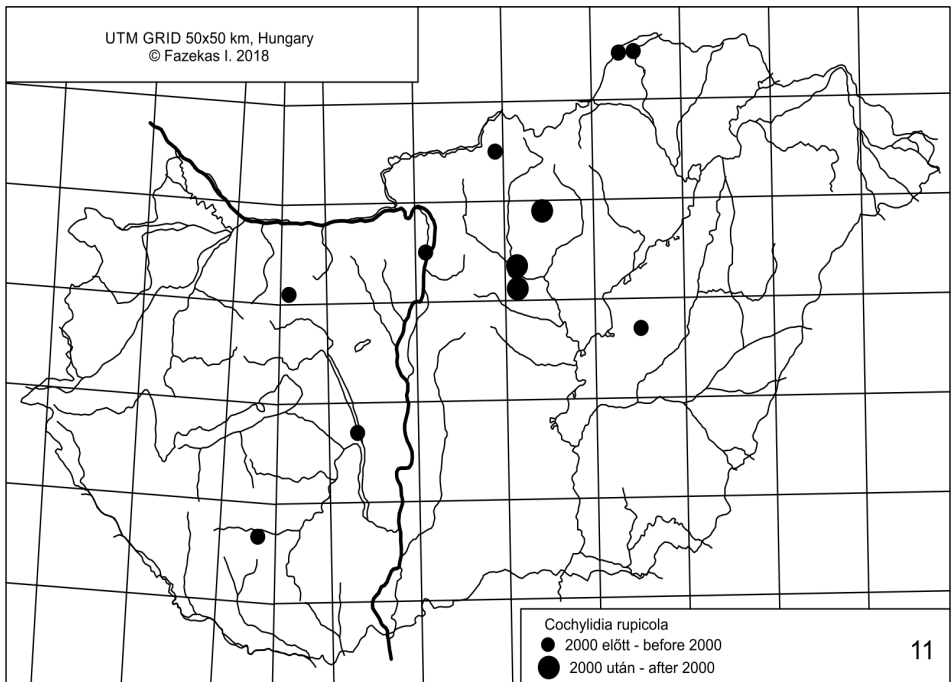 UTM GRID 50x50 km, Hungary
© Fazekas I. 2018
Cochylidia rupicola
2000 előtt - before 2000
2000 után - after 2000
11